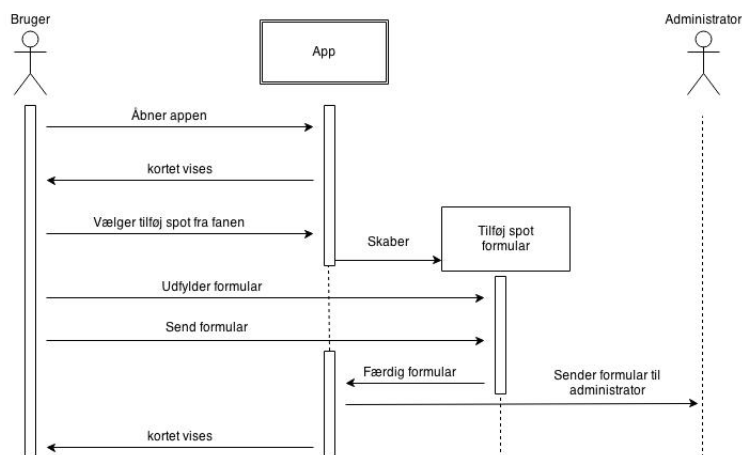 Bruger
Administrator
App
Åbner appen
kortet vises
Vælger tilføj spot fra fanen
Skaber
Tilføj spot
formular
Udfylder formular
Send formular
Færdig formular
Sender formular til
administrator
kortet vises